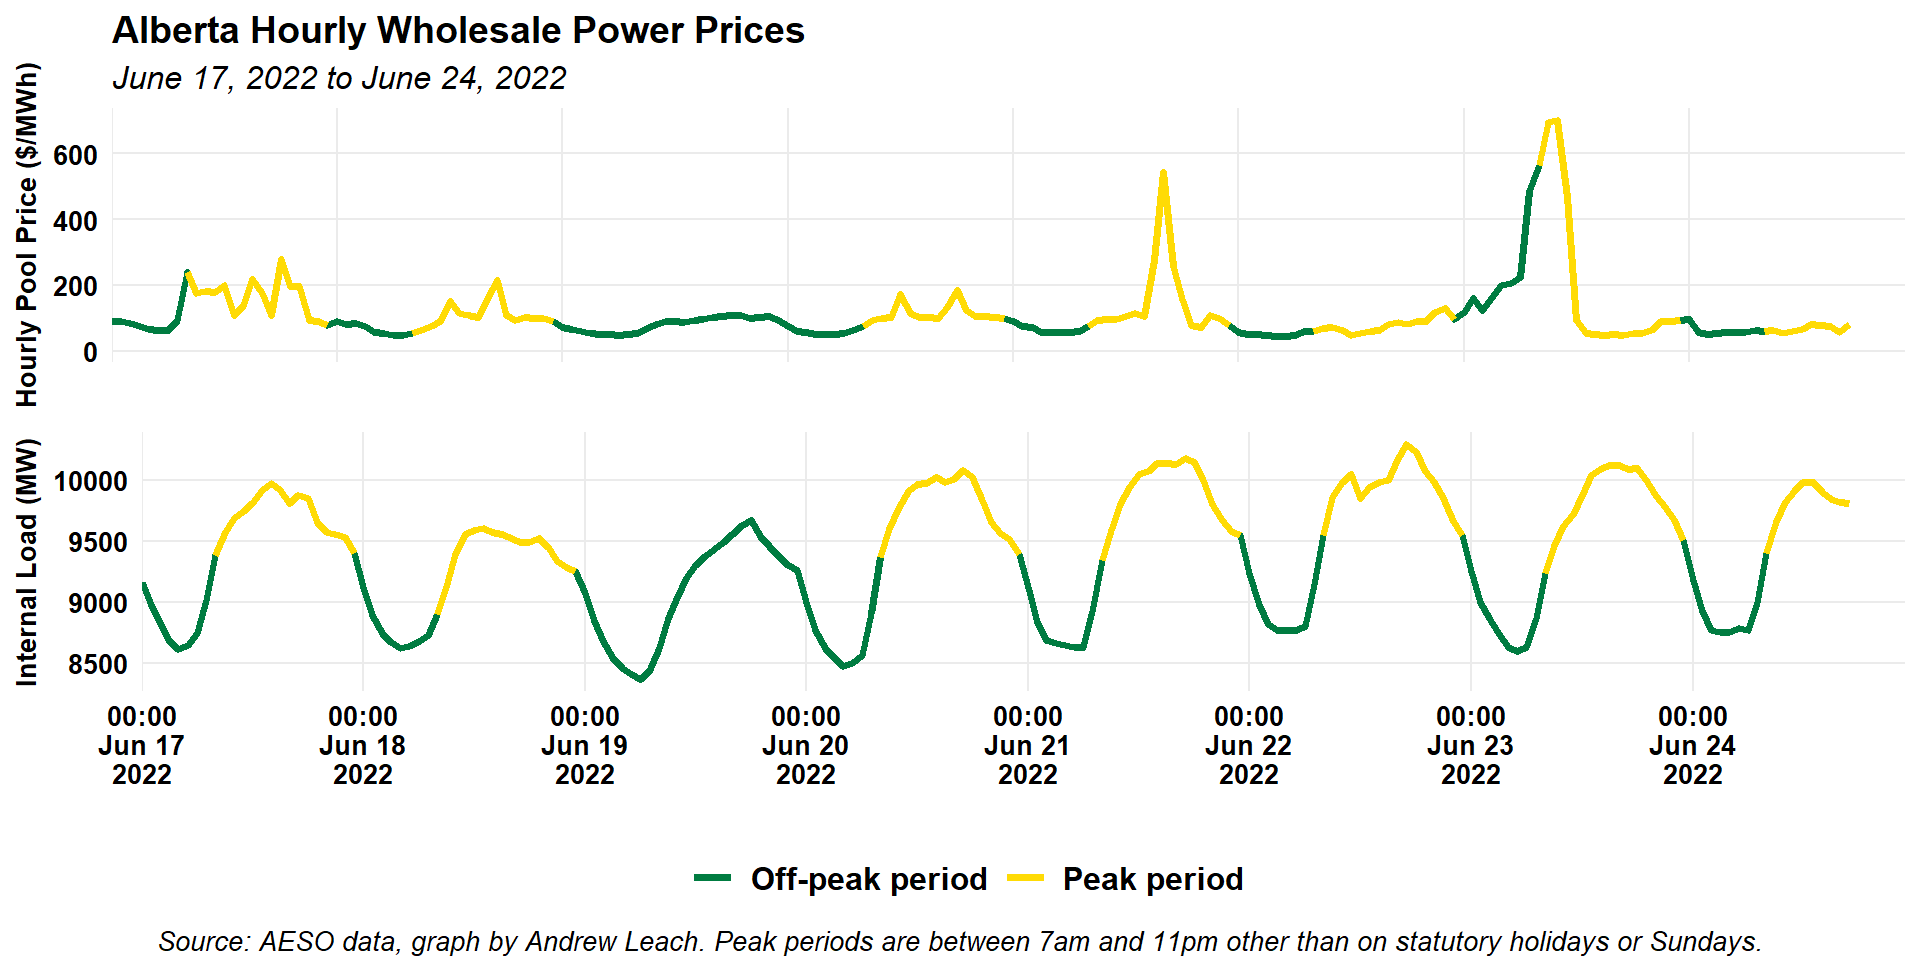 Alberta Hourly Wholesale Power Prices
June 17, 2022 to June 24, 2022
Hourly Pool Price ($/MWh)
600
400
200
0
Internal Load (MW)
10000
9500
9000
8500
00:00 00:00 00:00 00:00 00:00 00:00 00:00 00:00
Jun 17 Jun 18 Jun 19 Jun 20 Jun 21 Jun 22 Jun 23 Jun 24
2022 2022 2022 2022 2022 2022 2022 2022
Off-peak period Peak period
Source: AESO data, graph by Andrew Leach. Peak periods are between 7am and 11pm other than on statutory holidays or Sundays.